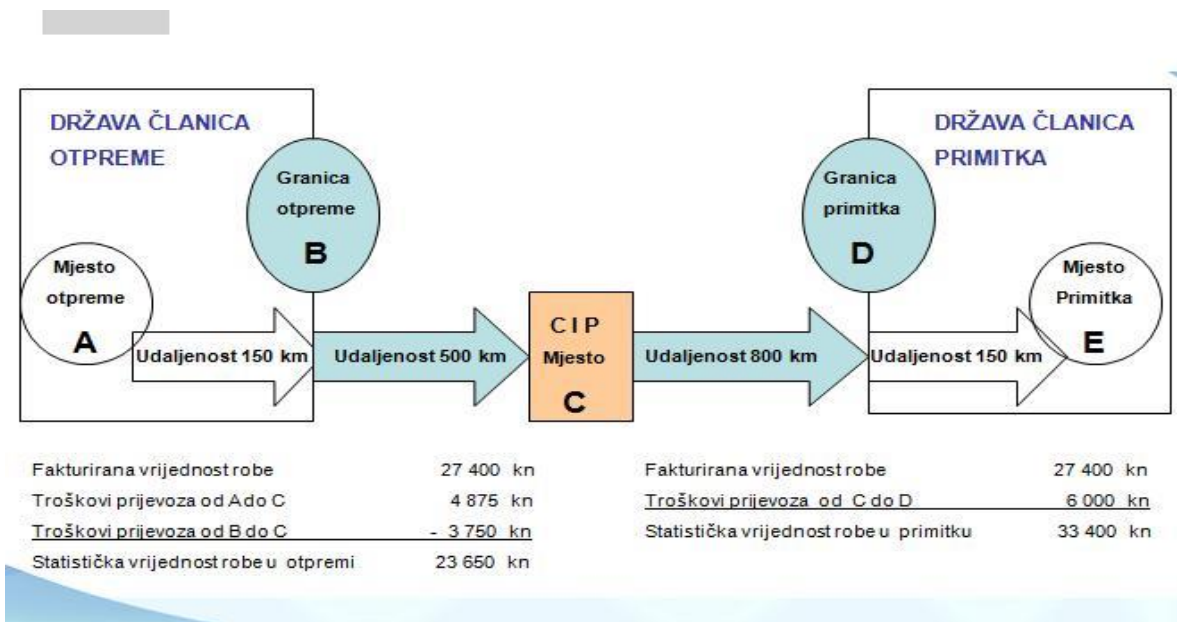 DRŽAVA ČLANICA
OTPREME
Granica
otpreme
B
Mjesto
otpreme
A
Udaljenost 150 km
Udaljenost 500 km
C I P
Mjesto
C
Udaljenost 800 km
DRŽAVA ČLANICA
PRIMITKA
Granica
primitka
D
Mjesto
Primitka
E
Udaljenost 150 km
Fakturirana vrijednost robe 27 400 kn
Troškovi prijevoza od A do C 4 875 kn
Troškovi prijevoza od B do C - 3 750 kn
Statistička vrijednost robe u otpremi 23 650 kn
Fakturirana vrijednost robe 27 400 kn
Troškovi prijevoza od C do D 6 000 kn
Statistička vrijednost robe u primitku 33 400 kn